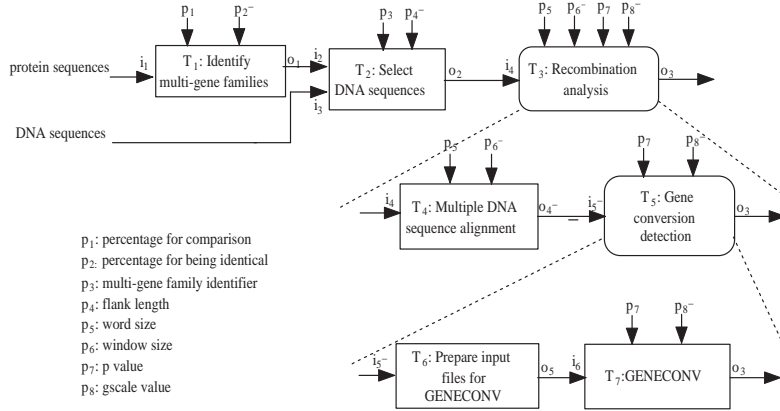 p1 p2–
p3 p4–
p5 p6– p7 p8–
protein sequences
i1
T1: Identify
multi-gene families
o1
i2
i3
T2: Select
DNA sequences
o2
i4
T3: Recombination
analysis
o3
DNA sequences
p5 p6–
p7 p8–
i4
T4: Multiple DNA
sequence alignment
o4–
i5–
T5: Gene
conversion
detection
o3
p1: percentage for comparison
p2: percentage for being identical
p3: multi-gene family identifier
p4: flank length
p5: word size
p6: window size
p7: p value
p8: gscale value
p7 p8–
i5–
T6: Prepare input
files for
GENECONV
o5
i6
T7:GENECONV
o3